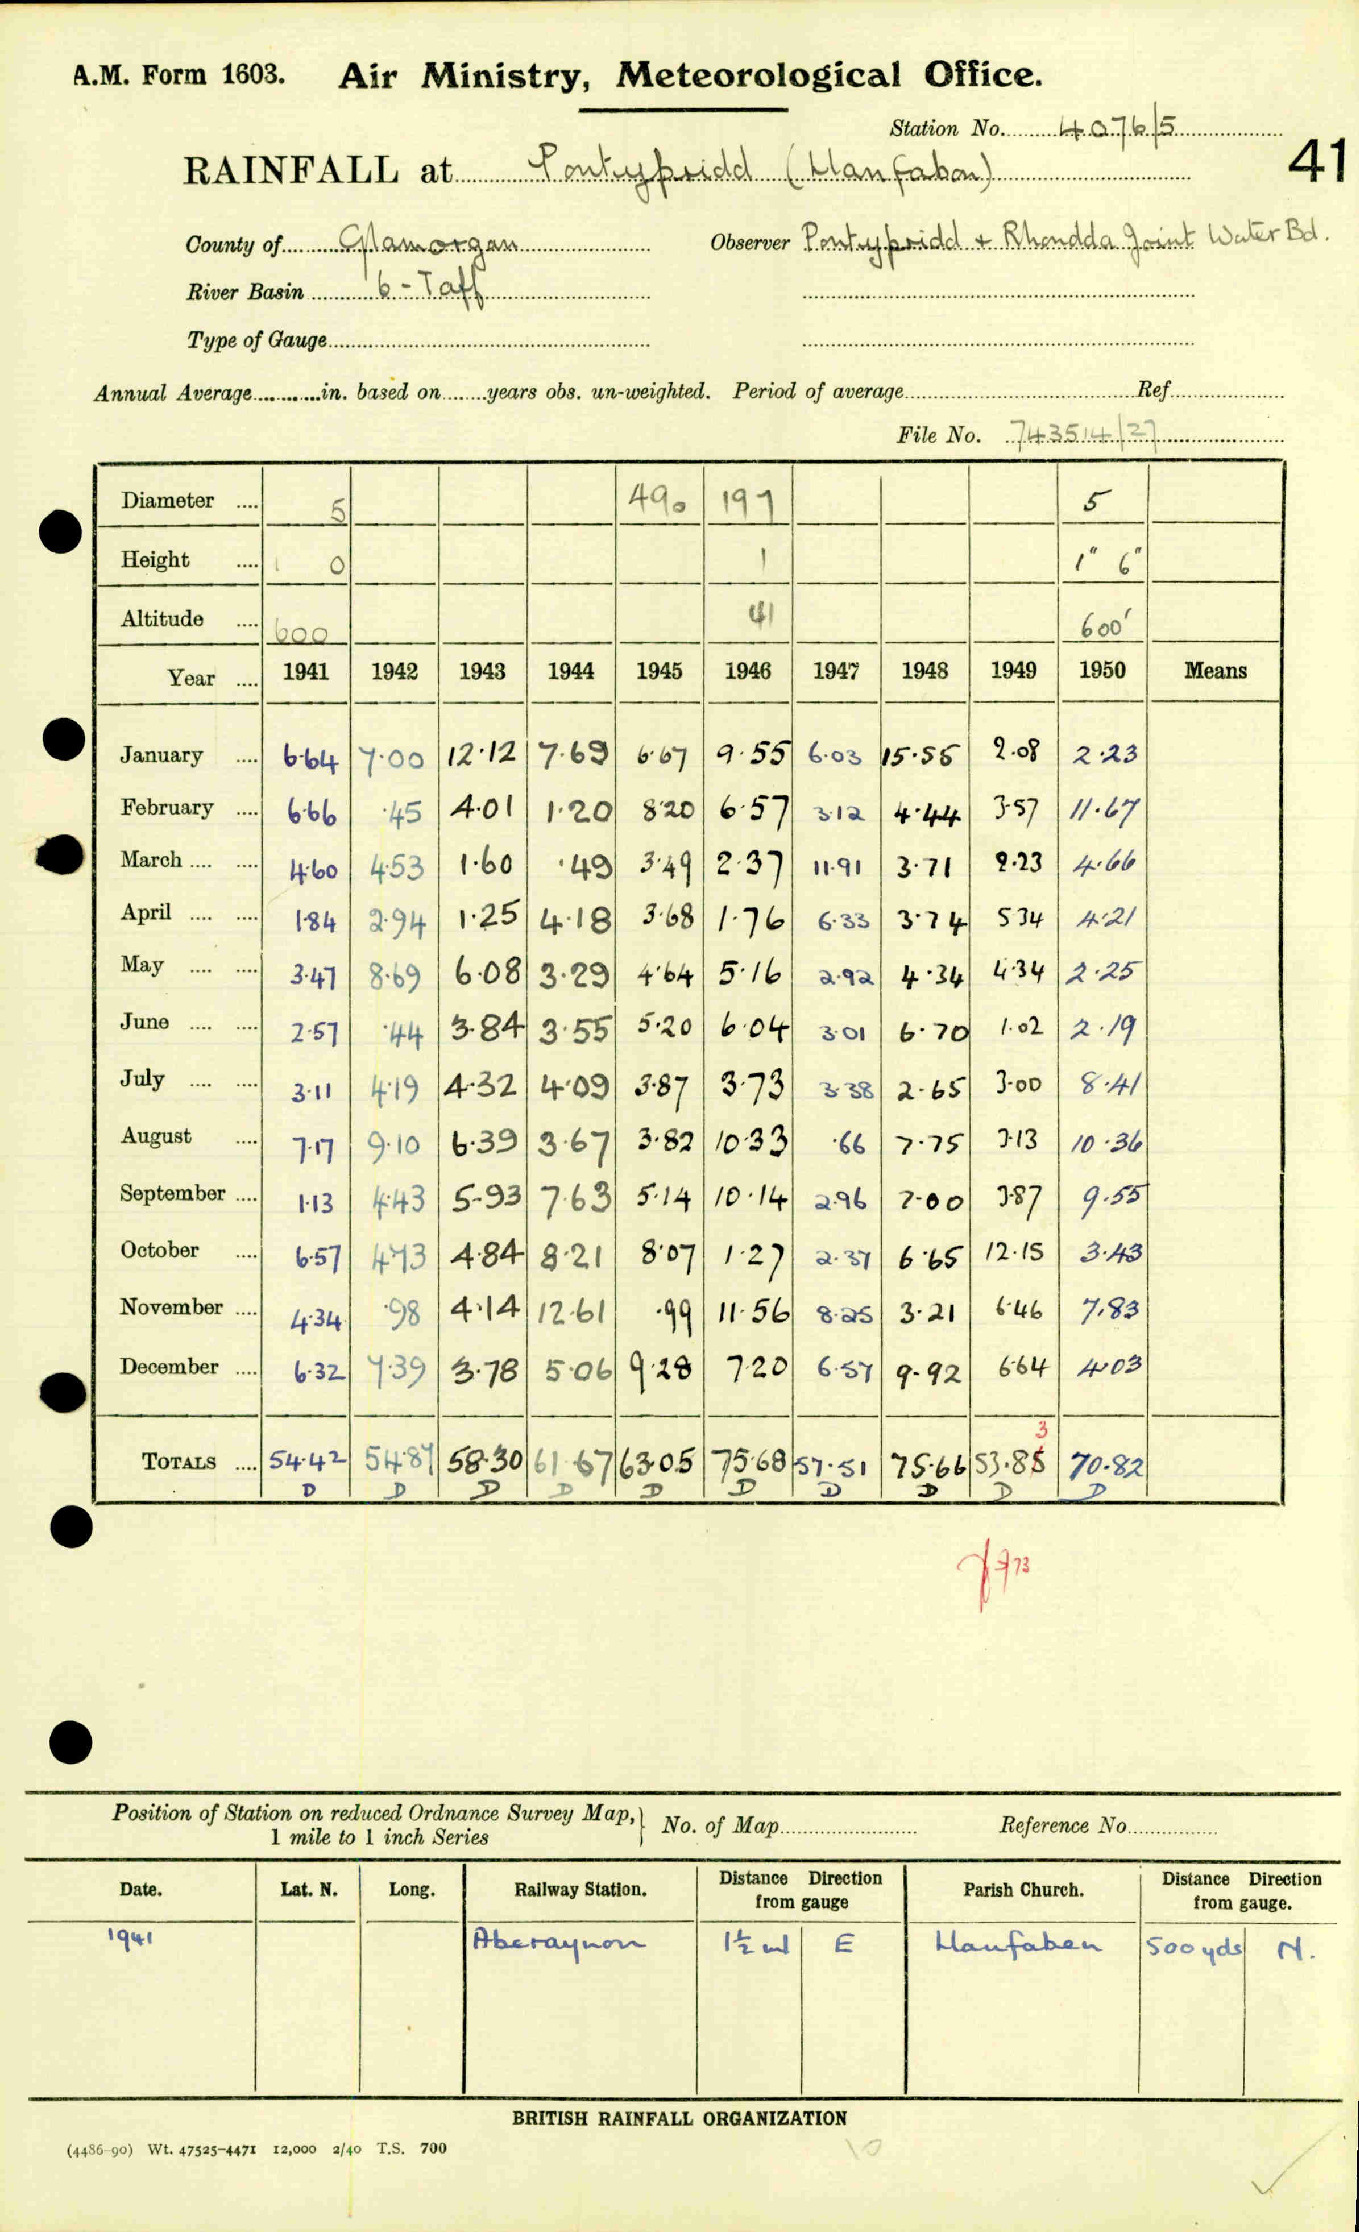 A.M. Form 1603. Air Ministry, Meteorological Office.
Station No. 4076/5
41
RAINFALL at Pontypridd (Llanfabon)
County of Glamorgan Observer Pontypridd + Rhondda Joint Water Bd.
River Basin 6 - Taff
Type of Gauge
Annual Average in. based on years obs. un-weighted. Period of average Ref
File No. 743514/27
Diameter 5 490 197 5
Height 0 1 1" 6"
Altitude 600 41 600'
Year 1941 1942 1943 1944 1945 1946 1947 1948 1949 1950 Means
January 6.64 7.00 12.12 7.69 6.67 9.55 6.03 15.55 2.08 2.23
February 6.66 .45 4.01 1.20 8.20 6.57 3.12 4.44 3.57 11.67
March 4.60 4.53 1.60 .49 3.49 2.37 11.91 3.71 2.23 4.66
April 1.84 2.94 1.25 4.18 3.68 1.76 6.33 3.74 5.34 4.21
May 3.47 8.69 6.08 3.29 4.64 5.16 2.92 4.34 4.34 2.25
June 2.57 .44 3.84 3.55 5.20 6.04 3.01 6.70 1.02 2.19
July 3.11 4.19 4.32 4.09 3.87 3.73 3.38 2.65 3.00 8.41
August 7.17 9.10 6.39 3.67 3.82 10.33 .66 7.75 3.13 10.36
September 1.13 4.43 5.93 7.63 5.14 10.14 2.96 7.00 3.87 9.55
October 6.57 4.73 4.84 8.21 8.07 1.27 2.37 6.65 12.15 3.43
November 4.34 .98 4.14 12.61 .99 11.56 8.25 3.21 6.46 7.83
December 6.32 7.39 3.78 5.06 9.28 7.20 6.57 9.92 6.64 4.03
3
TOTALS 54.42 54.87 58.30 61.67 63.05 75.68 57.51 75.66 53.85 70.82
D D D D D D D D D D
Position of Station on reduced Ordnance Survey Map, No. of Map Reference No
1 mile to 1 inch Series
Date. Lat. N. Long. Railway Station. Distance Direction from gauge Parish Church. Distance Direction from gauge.
1941 Aberaynon 1½ ml E Llanfaben 500 yds N.
BRITISH RAINFALL ORGANIZATION
(4486-90) Wt. 47525-4471 12,000 2/40 T.S. 700
10